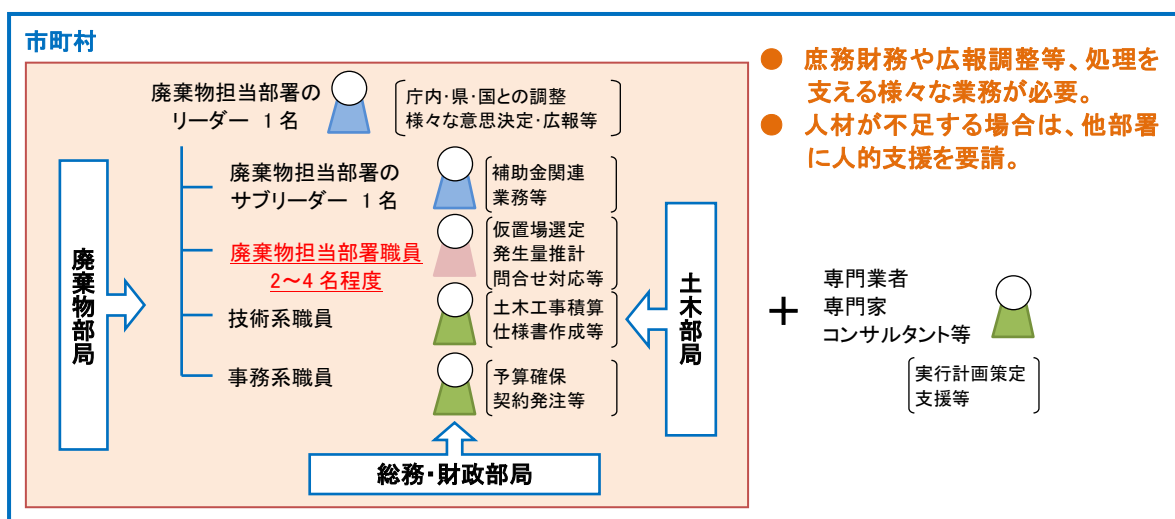 市町村
廃棄物担当部署の
リーダー 1名
庁内・県・国との調整
様々な意思決定・広報等
廃棄物担当部署の
サブリーダー 1名
補助金関連
業務等
廃棄物担当部署職員
2~4名程度
仮置場選定
発生量推計
問合せ対応等
技術系職員
土木工事積算
仕様書作成等
事務系職員
予算確保
契約発注等
廃棄物部局
土木部局
総務・財政部局
● 庶務財務や広報調整等、処理を
支える様々な業務が必要。
● 人材が不足する場合は、他部署
に人的支援を要請。
+
専門業者
専門家
コンサルタント等
実行計画策定
支援等